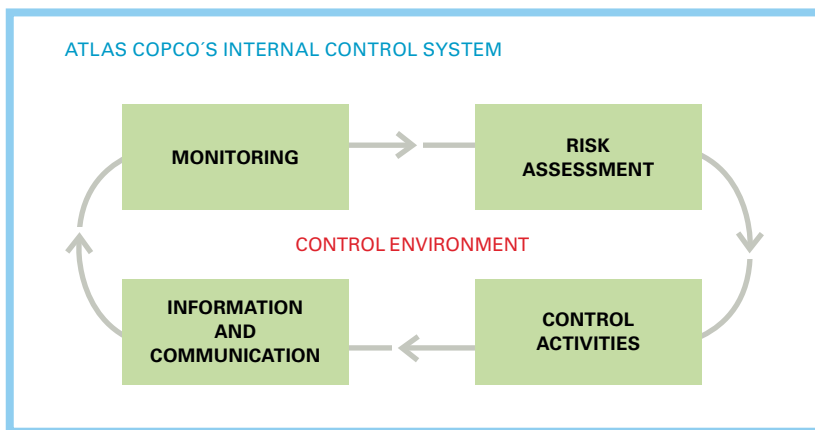 ATLAS COPCO´S INTERNAL CONTROL SYSTEM
MONITORING
RISK
ASSESSMENT
CONTROL ENVIRONMENT
INFORMATION
AND
COMMUNICATION
CONTROL
ACTIVITIES